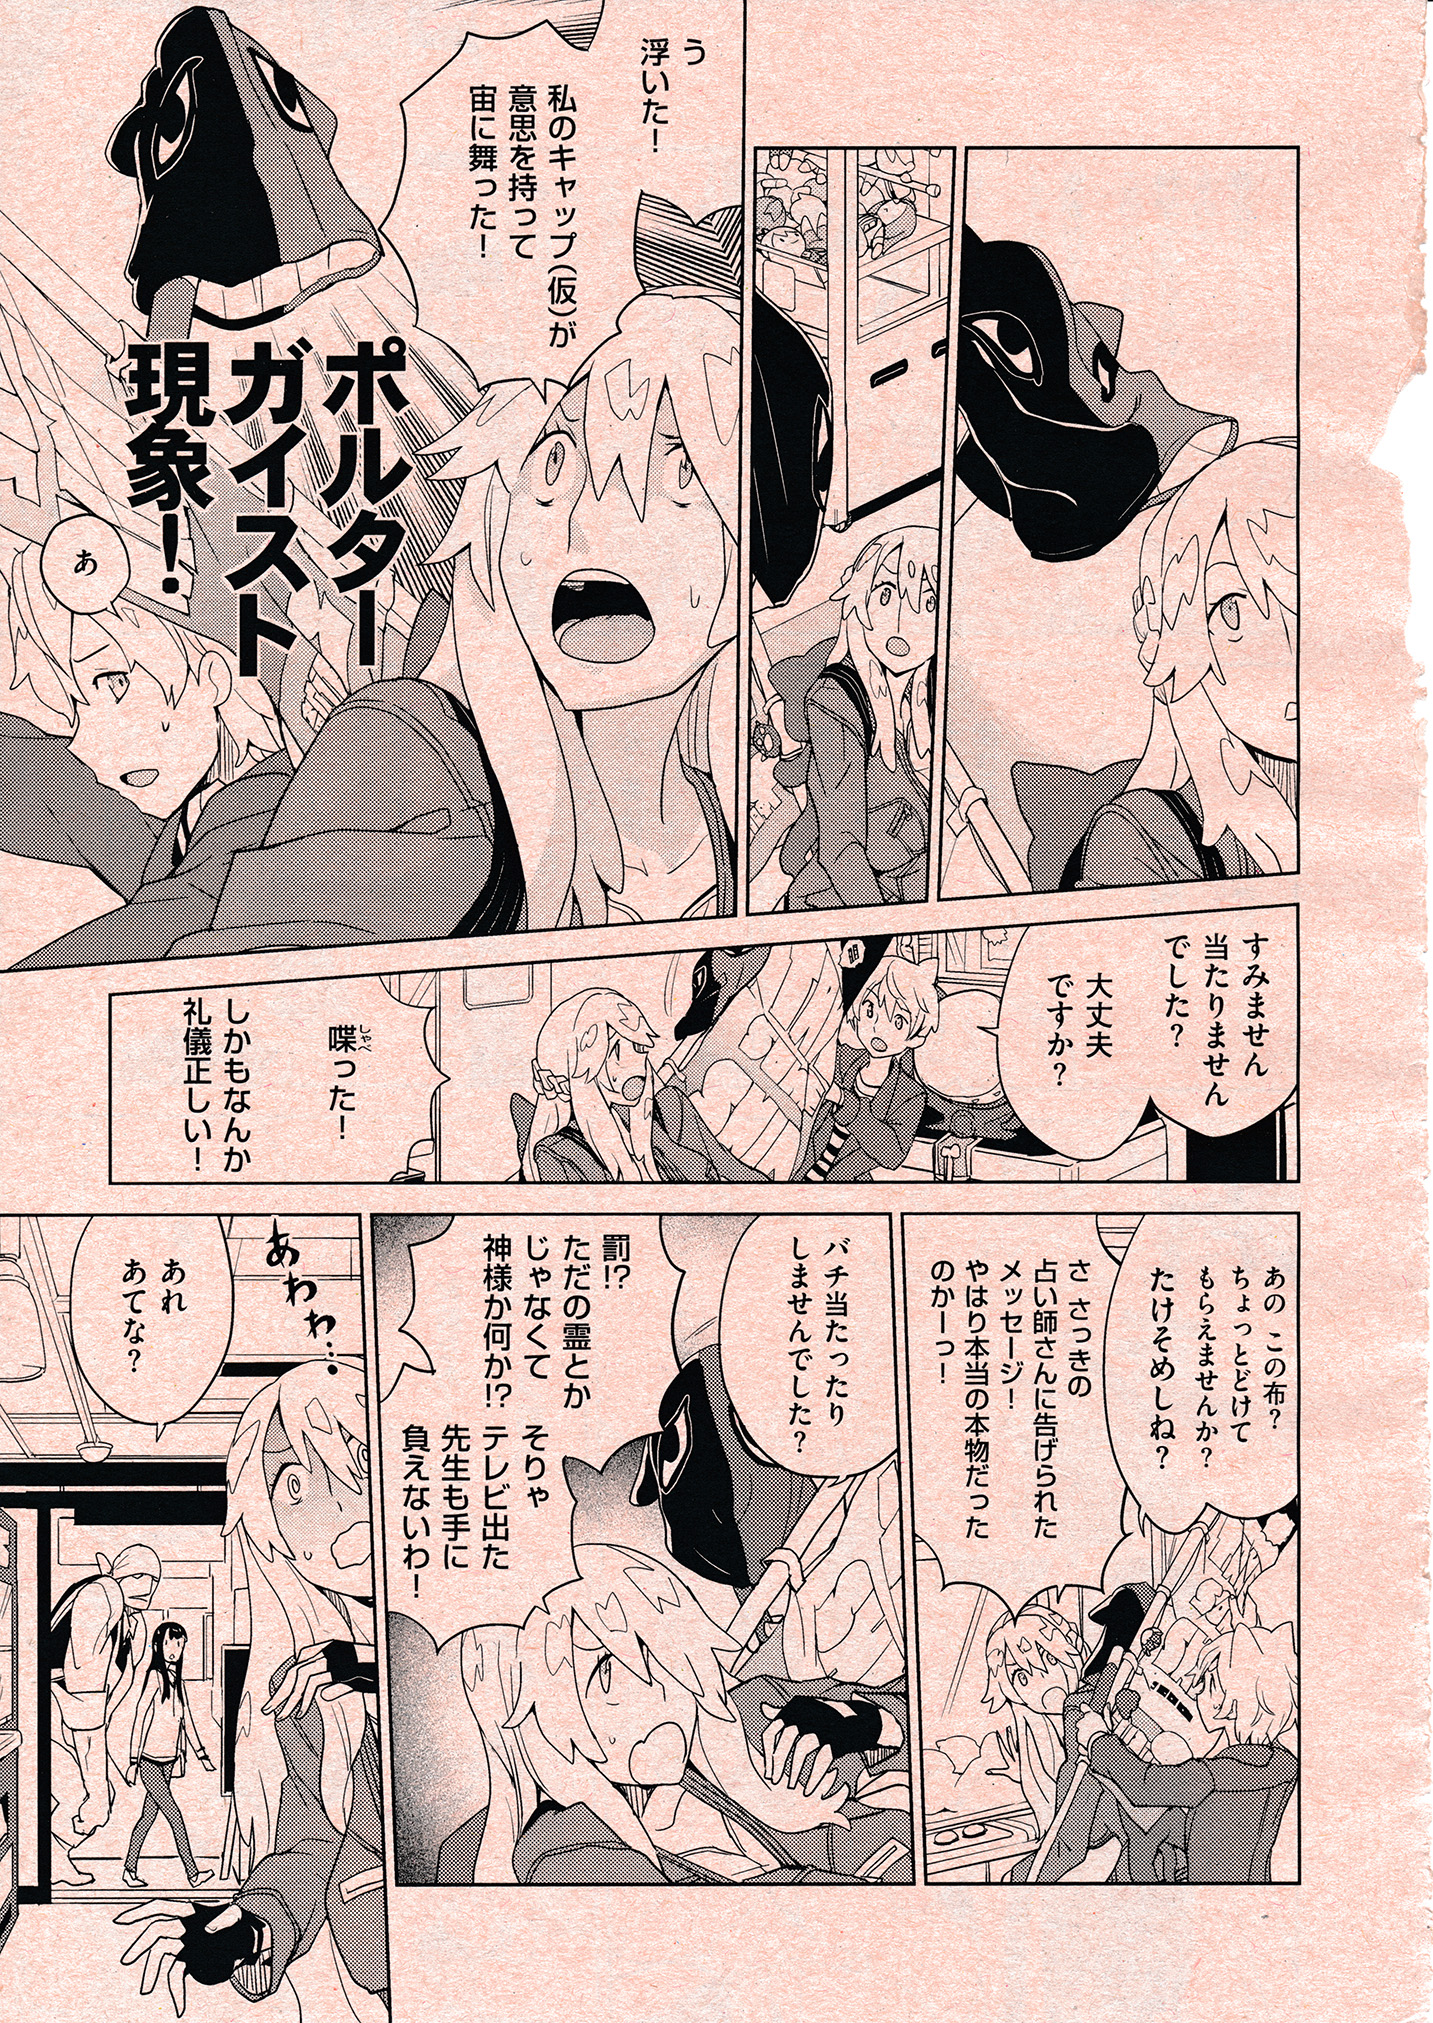 う
浮いた！
私のキャップ(仮)が
意思を持って
宙に舞った！
ポルター
ガイスト
現象！
あ
すみません
当たりません
でした？
大丈夫
ですか？
喋った！
しゃべ
しかもなんか
礼儀正しい！
あの この布？
ちょっとどけて
もらえませんか？
たけそめしね？
さ さっきの
占い師さんに告げられた
メッセージ！
やはり本当の本物だった
のかーっ！
バチ当たったり
しませんでした？
罰!?
ただの霊とか
じゃなくて
神様か何か!?
そりゃ
テレビ出た
先生も手に
負えないわ！
あわわ…
あれ
あてな？